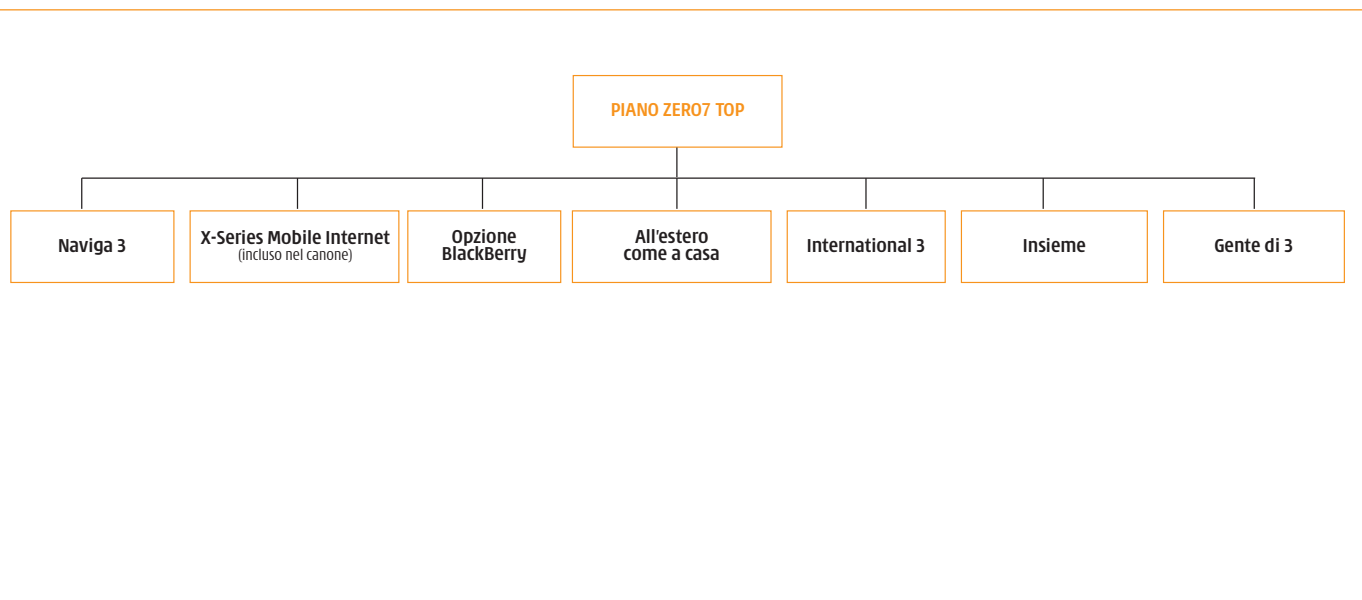 PIANO ZERO7 TOP
Naviga 3
X-Series Mobile Internet
(incluso nel canone)
Opzione
BlackBerry
All'estero
come a casa
International 3
Insieme
Gente di 3